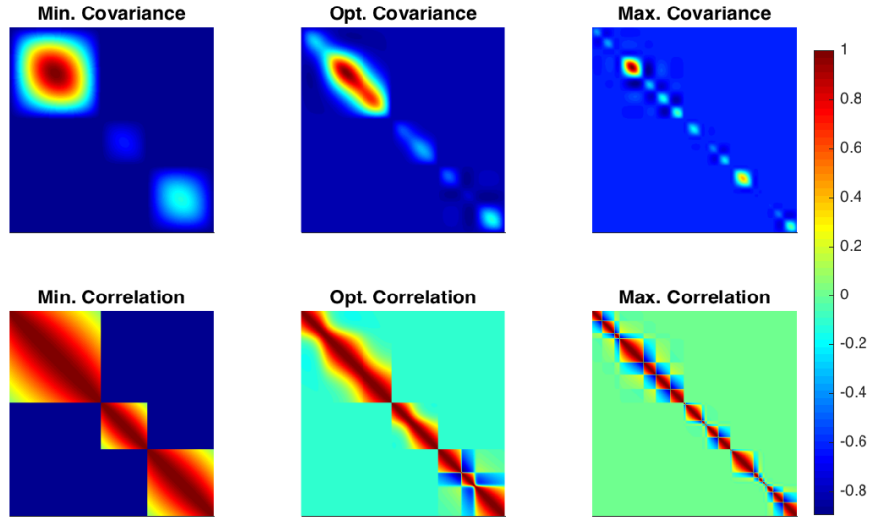 Min. Covariance
Opt. Covariance
Max. Covariance
Min. Correlation
Opt. Correlation
Max. Correlation
1
0.8
0.6
0.4
0.2
0
-0.2
-0.4
-0.6
-0.8